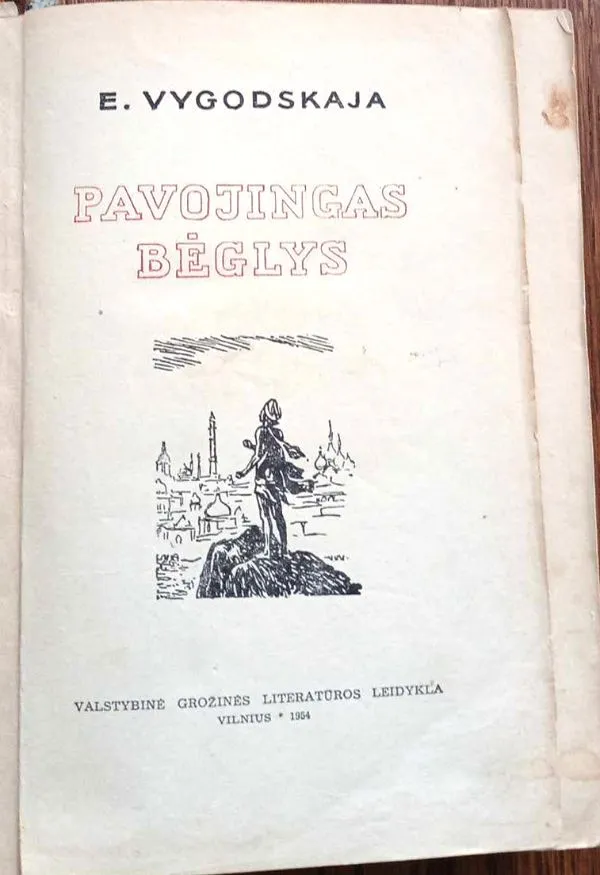 E. VYGODSKAJA
PAVOJINGAS
BĖGLYS
VALSTYBINĖ GROŽINĖS LITERATŪROS LEIDYKLA
VILNIUS * 1954